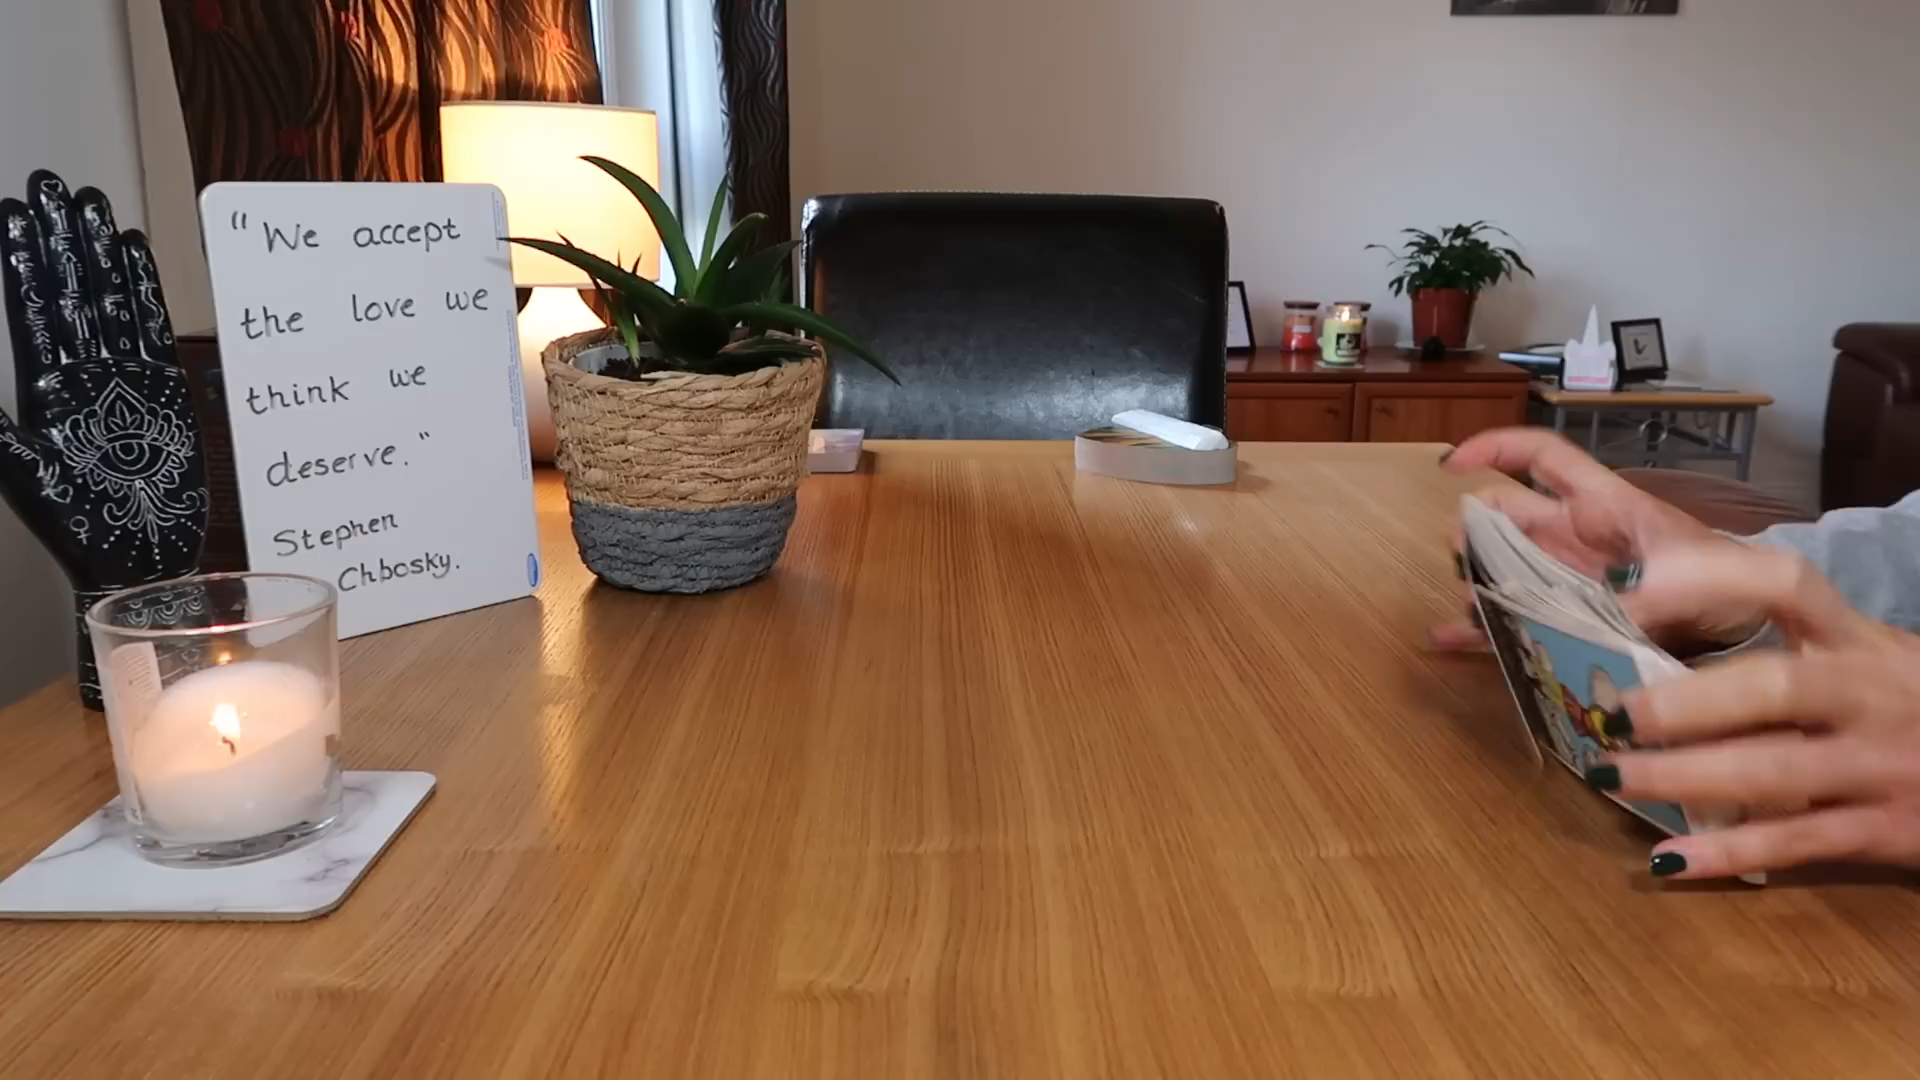 “We accept
the love we
think we
deserve.”
Stephen
Chbosky.